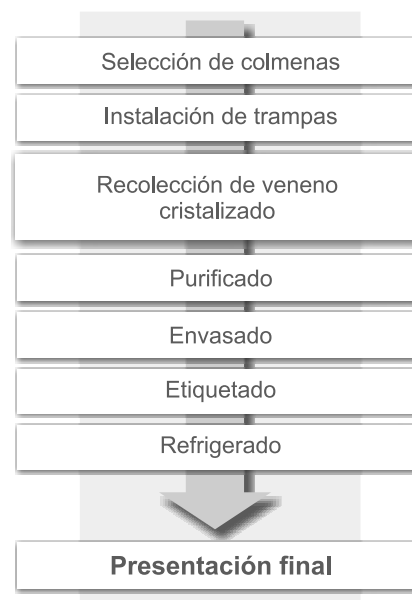 Selección de colmenas
Instalación de trampas
Recolección de veneno
cristalizado
Purificado
Envasado
Etiquetado
Refrigerado
Presentación final